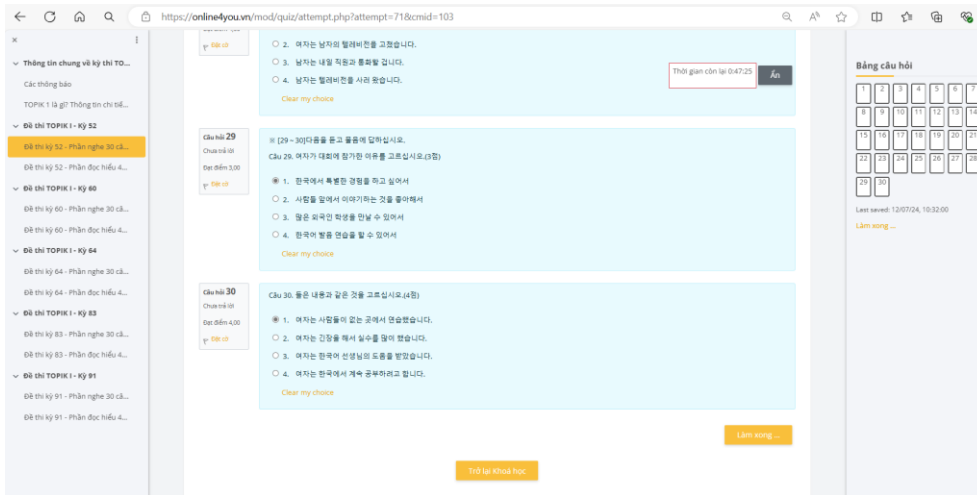 https://online4you.vn/mod/quiz/attempt.php?attempt=71&cmid=103
Thông tin chung về kỳ thi TO...
Các thông báo
TOPIK 1 là gì? Thông tin chi tiế...
Đề thi TOPIK I - Kỳ 52
Đề thi kỳ 52 - Phần nghe 30 câ...
Đề thi kỳ 52 - Phần đọc hiểu 4...
Đề thi TOPIK I - Kỳ 60
Đề thi kỳ 60 - Phần nghe 30 câ...
Đề thi kỳ 60 - Phần đọc hiểu 4...
Đề thi TOPIK I - Kỳ 64
Đề thi kỳ 64 - Phần nghe 30 câ...
Đề thi kỳ 64 - Phần đọc hiểu 4...
Đề thi TOPIK I - Kỳ 83
Đề thi kỳ 83 - Phần nghe 30 câ...
Đề thi kỳ 83 - Phần đọc hiểu 4...
Đề thi TOPIK I - Kỳ 91
Đề thi kỳ 91 - Phần nghe 30 câ...
Đề thi kỳ 91 - Phần đọc hiểu 4...
Đặt cờ
2. 여자는 남자의 텔레비전을 고쳤습니다.
3. 남자는 내일 직원과 통화할 겁니다.
4. 남자는 텔레비전을 사러 왔습니다.
Clear my choice
Thời gian còn lại 0:47:25
Ẩn
Câu hỏi 29
Chưa trả lời
Đạt điểm 3,00
Đặt cờ
※ [29～30]다음을 듣고 물음에 답하십시오.
Câu 29. 여자가 대회에 참가한 이유를 고르십시오.(3점)
1. 한국에서 특별한 경험을 하고 싶어서
2. 사람들 앞에서 이야기하는 것을 좋아해서
3. 많은 외국인 학생을 만날 수 있어서
4. 한국어 발음 연습을 할 수 있어서
Clear my choice
Câu hỏi 30
Chưa trả lời
Đạt điểm 4,00
Đặt cờ
Câu 30. 들은 내용과 같은 것을 고르십시오.(4점)
1. 여자는 사람들이 없는 곳에서 연습했습니다.
2. 여자는 긴장을 해서 실수를 많이 했습니다.
3. 여자는 한국어 선생님의 도움을 받았습니다.
4. 여자는 한국에서 계속 공부하려고 합니다.
Clear my choice
Làm xong ...
Trở lại Khoá học
Bảng câu hỏi
1 2 3 4 5 6 7
8 9 10 11 12 13 14
15 16 17 18 19 20 21
22 23 24 25 26 27 28
29 30
Last saved: 12/07/24, 10:32:00
Làm xong ...